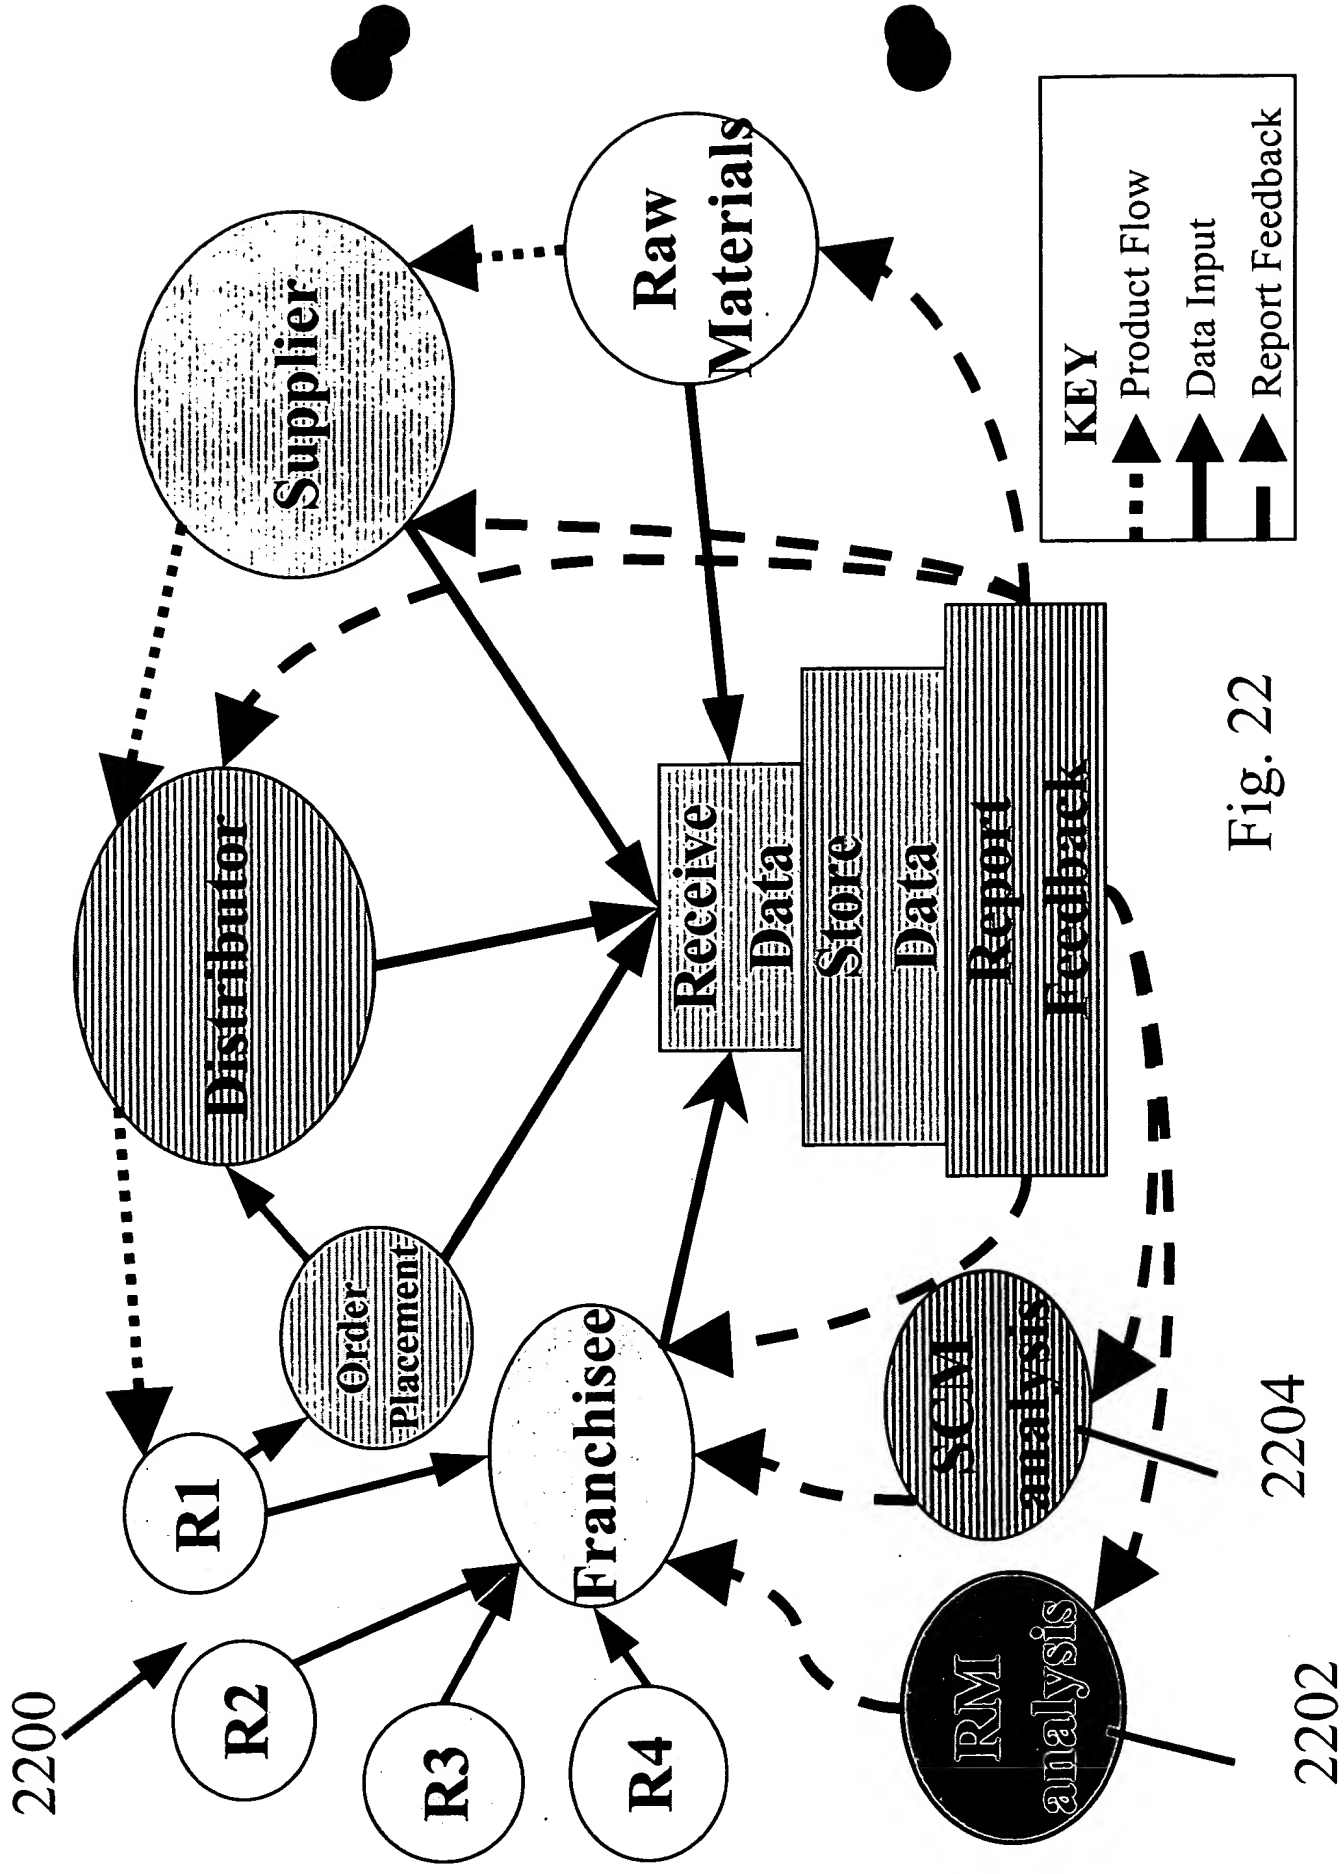 2200
R1
R2
R3
R4
Order
Placement
Distributor
Supplier
Franchisee
Raw
Materials
Receive
Data
Store
Data
Report
Feedback
RM
analysis
SCM
analysis
2202
2204
KEY
Product Flow
Data Input
Report Feedback
Fig. 22